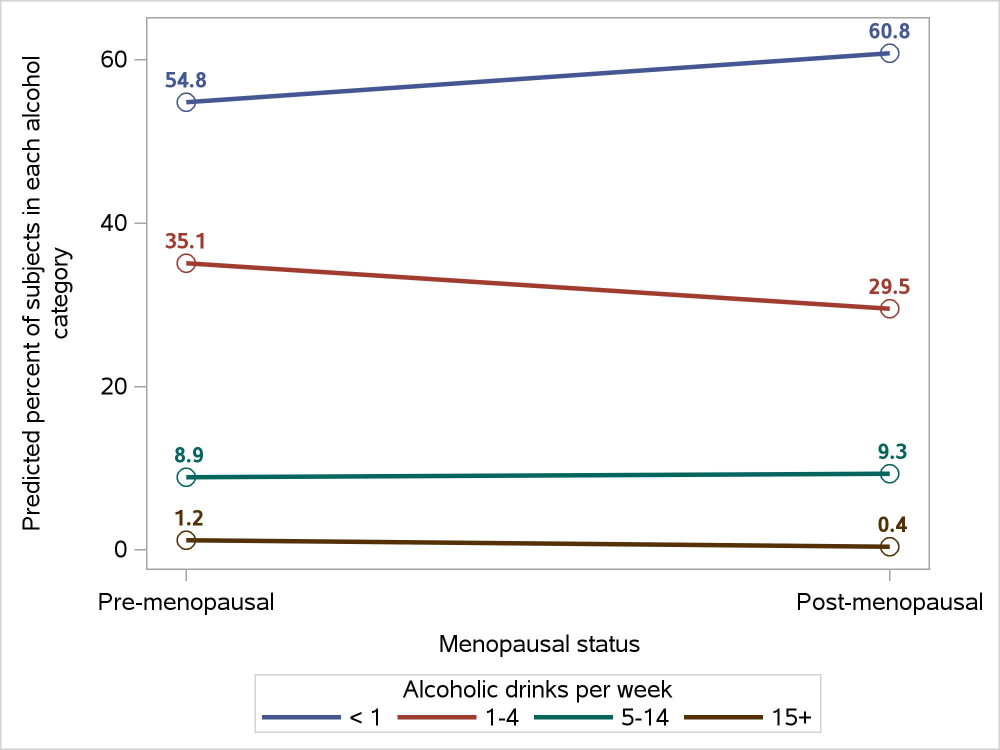 Predicted percent of subjects in each alcohol
category
60
40
20
0
54.8
60.8
35.1
29.5
8.9
9.3
1.2
0.4
Pre-menopausal
Post-menopausal
Menopausal status
Alcoholic drinks per week
< 1
1-4
5-14
15+